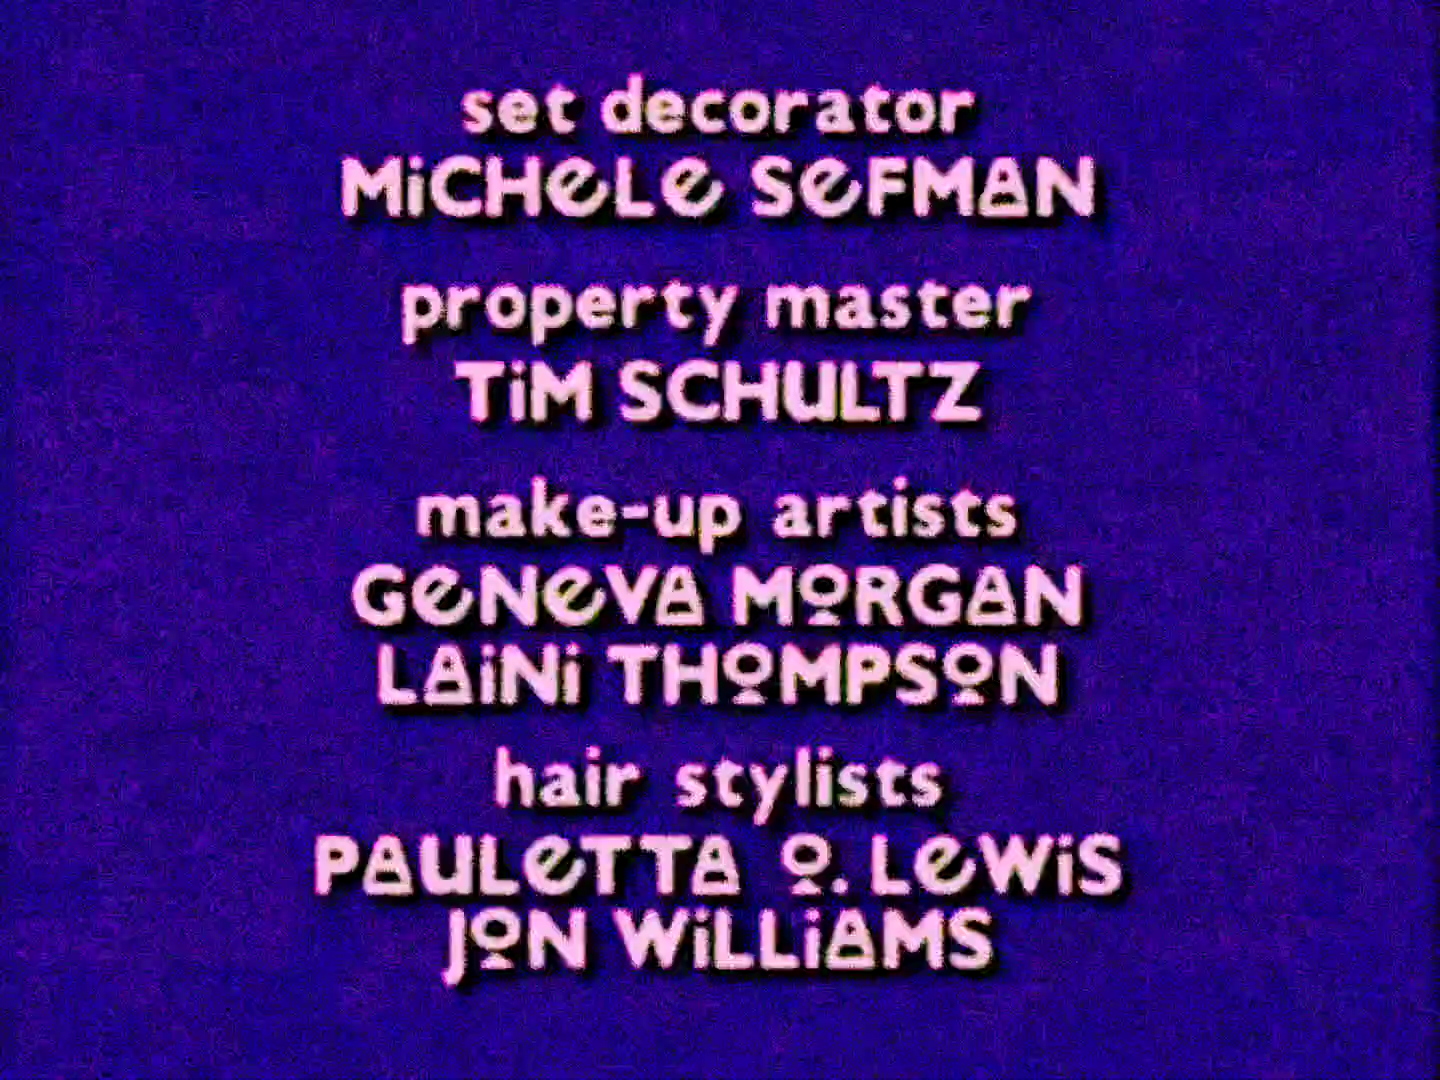 set decorator
MiCHeLe SeFMAN
property master
TiM SCHULTZ
make-up artists
GeNeVA MORGAN
LAiNi THOMPSON
hair stylists
PAULeTTA O. LeWiS
JON WiLLiAMS